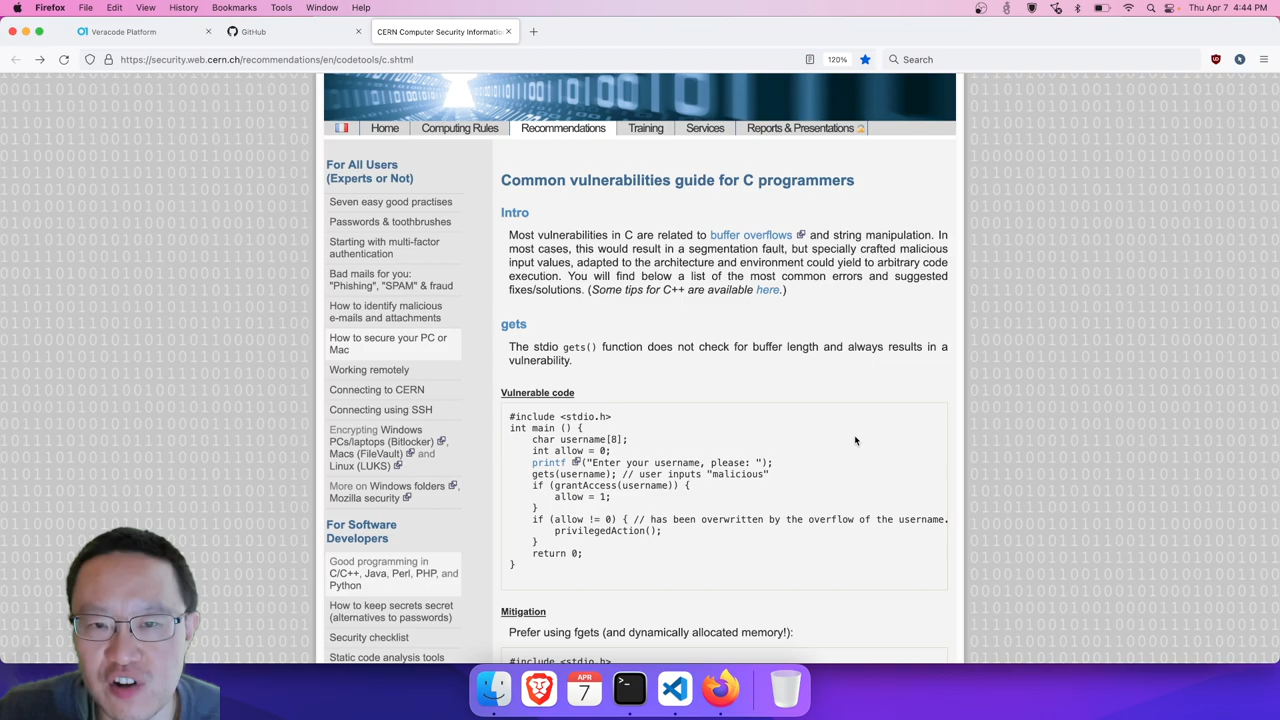 Firefox File Edit View History Bookmarks Tools Window Help Thu Apr 7 4:44 PM
Veracode Platform GitHub CERN Computer Security Informatio
https://security.web.cern.ch/recommendations/en/codetools/c.shtml 120% Search
Home Computing Rules Recommendations Training Services Reports & Presentations
For All Users
(Experts or Not)
Seven easy good practises
Passwords & toothbrushes
Starting with multi-factor
authentication
Bad mails for you:
"Phishing", "SPAM" & fraud
How to identify malicious
e-mails and attachments
How to secure your PC or
Mac
Working remotely
Connecting to CERN
Connecting using SSH
Encrypting Windows
PCs/laptops (Bitlocker),
Macs (FileVault) and
Linux (LUKS)
More on Windows folders,
Mozilla security
For Software
Developers
Good programming in
C/C++, Java, Perl, PHP, and
Python
How to keep secrets secret
(alternatives to passwords)
Security checklist
Static code analysis tools
Common vulnerabilities guide for C programmers
Intro
Most vulnerabilities in C are related to buffer overflows and string manipulation. In
most cases, this would result in a segmentation fault, but specially crafted malicious
input values, adapted to the architecture and environment could yield to arbitrary code
execution. You will find below a list of the most common errors and suggested
fixes/solutions. (Some tips for C++ are available here.)
gets
The stdio gets() function does not check for buffer length and always results in a
vulnerability.
Vulnerable code
#include <stdio.h>
int main () {
char username[8];
int allow = 0;
printf ("Enter your username, please: ");
gets(username); // user inputs "malicious"
if (grantAccess(username)) {
allow = 1;
}
if (allow != 0) { // has been overwritten by the overflow of the username.
privilegedAction();
}
return 0;
}
Mitigation
Prefer using fgets (and dynamically allocated memory!):
#include <stdio.h>
APR
7